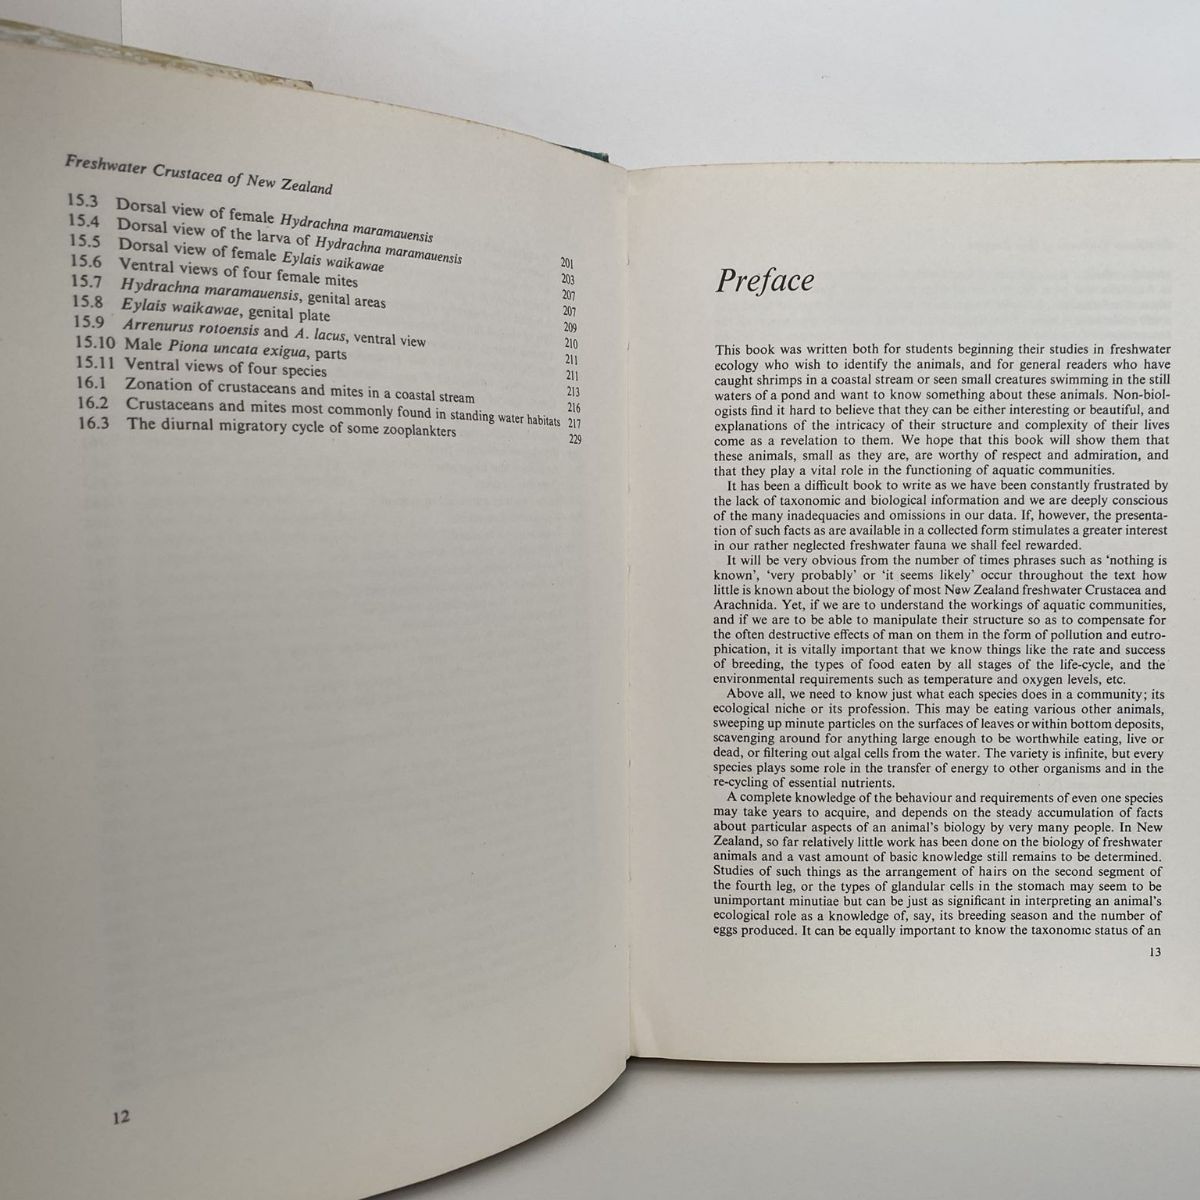 Freshwater Crustacea of New Zealand
15.3 Dorsal view of female Hydrachna maramauensis 201
15.4 Dorsal view of the larva of Hydrachna maramauensis 203
15.5 Dorsal view of female Eylais waikawae 207
15.6 Ventral views of four female mites 207
15.7 Hydrachna maramauensis, genital areas 209
15.8 Eylais waikawae, genital plate 210
15.9 Arrenurus rotoensis and A. lacus, ventral view 211
15.10 Male Piona uncata exigua, parts 211
15.11 Ventral views of four species 213
16.1 Zonation of crustaceans and mites in a coastal stream 216
16.2 Crustaceans and mites most commonly found in standing water habitats 217
16.3 The diurnal migratory cycle of some zooplankters 229
12
Preface
This book was written both for students beginning their studies in freshwater
ecology who wish to identify the animals, and for general readers who have
caught shrimps in a coastal stream or seen small creatures swimming in the still
waters of a pond and want to know something about these animals. Non-biol-
ogists find it hard to believe that they can be either interesting or beautiful, and
explanations of the intricacy of their structure and complexity of their lives
come as a revelation to them. We hope that this book will show them that
these animals, small as they are, are worthy of respect and admiration, and
that they play a vital role in the functioning of aquatic communities.
It has been a difficult book to write as we have been constantly frustrated by
the lack of taxonomic and biological information and we are deeply conscious
of the many inadequacies and omissions in our data. If, however, the presenta-
tion of such facts as are available in a collected form stimulates a greater interest
in our rather neglected freshwater fauna we shall feel rewarded.
It will be very obvious from the number of times phrases such as 'nothing is
known', 'very probably' or 'it seems likely' occur throughout the text how
little is known about the biology of most New Zealand freshwater Crustacea and
Arachnida. Yet, if we are to understand the workings of aquatic communities,
and if we are to be able to manipulate their structure so as to compensate for
the often destructive effects of man on them in the form of pollution and eutro-
phication, it is vitally important that we know things like the rate and success
of breeding, the types of food eaten by all stages of the life-cycle, and the
environmental requirements such as temperature and oxygen levels, etc.
Above all, we need to know just what each species does in a community; its
ecological niche or its profession. This may be eating various other animals,
sweeping up minute particles on the surfaces of leaves or within bottom deposits,
scavenging around for anything large enough to be worthwhile eating, live or
dead, or filtering out algal cells from the water. The variety is infinite, but every
species plays some role in the transfer of energy to other organisms and in the
re-cycling of essential nutrients.
A complete knowledge of the behaviour and requirements of even one species
may take years to acquire, and depends on the steady accumulation of facts
about particular aspects of an animal's biology by very many people. In New
Zealand, so far relatively little work has been done on the biology of freshwater
animals and a vast amount of basic knowledge still remains to be determined.
Studies of such things as the arrangement of hairs on the second segment of
the fourth leg, or the types of glandular cells in the stomach may seem to be
unimportant minutiae but can be just as significant in interpreting an animal's
ecological role as a knowledge of, say, its breeding season and the number of
eggs produced. It can be equally important to know the taxonomic status of an
13